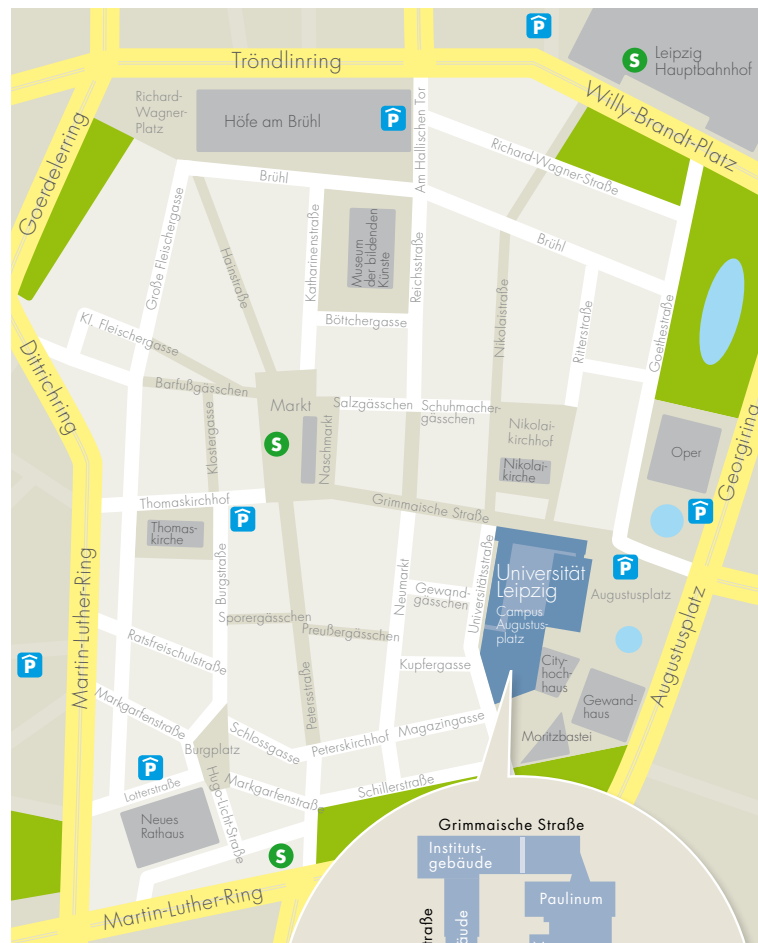 P
S
Leipzig
Hauptbahnhof
Tröndlinring
Willy-Brandt-Platz
Richard-
Wagner-
Platz
Höfe am Brühl
P
Am Hallischen Tor
Goerdelerring
Richard-Wagner-Straße
Brühl
Große Fleischergasse
Hainstraße
Katharinenstraße
Museum
der bildenden
Künste
Reichsstraße
Brühl
Nikolaistraße
Ritterstraße
Goethestraße
Böttchergasse
Kl. Fleischergasse
Dittrichring
Barfußgässchen
Markt
Salzgässchen
Schuhmacher-
gässchen
Nikolai-
kirchhof
Georgiring
Oper
Klostergasse
S
Naschmarkt
Nikolai-
kirche
Thomaskirchhof
P
Grimmaische Straße
P
Thomas-
kirche
Universitätsstraße
Universität
Leipzig
Campus
Augustus-
platz
P
Augustusplatz
Martin-Luther-Ring
Burgstraße
Neumarkt
Gewand-
gässchen
Sporergässchen
Preußergässchen
Ratsfreischulstraße
P
Kupfergasse
City-
hoch-
haus
Augustusplatz
Petersstraße
Gewand-
haus
Markgrafenstraße
Schlossgasse
Peterskirchhof
Magazingasse
Moritzbastei
Burgplatz
P
Lotterstraße
Hugo-Licht-Straße
Markgrafenstraße
Schillerstraße
Neues
Rathaus
S
Martin-Luther-Ring
Grimmaische Straße
Instituts-
gebäude
Paulinum
traße
äude